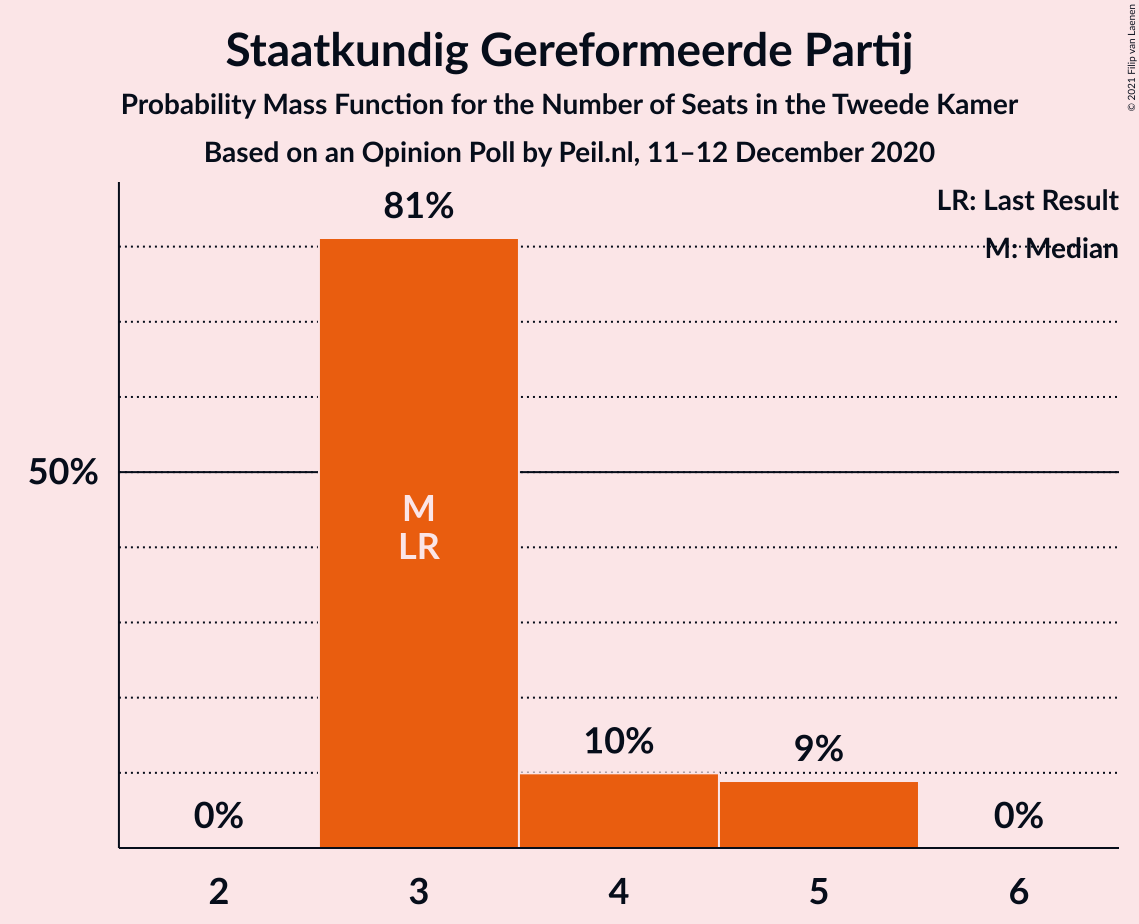 Staatkundig Gereformeerde Partij
Probability Mass Function for the Number of Seats in the Tweede Kamer
Based on an Opinion Poll by Peil.nl, 11–12 December 2020
© 2021 Filip van Laenen
LR: Last Result
M: Median
81%
50%
M
LR
10%
9%
0%
0%
2
3
4
5
6